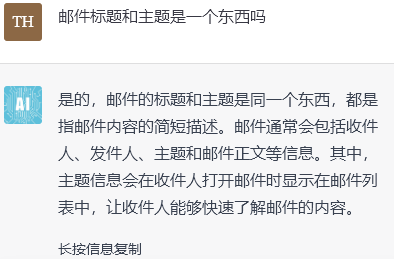 TH
邮件标题和主题是一个东西吗
AI
是的，邮件的标题和主题是同一个东西，都是
指邮件内容的简短描述。邮件通常会包括收件
人、发件人、主题和邮件正文等信息。其中，
主题信息会在收件人打开邮件时显示在邮件列
表中，让收件人能够快速了解邮件的内容。
长按信息复制